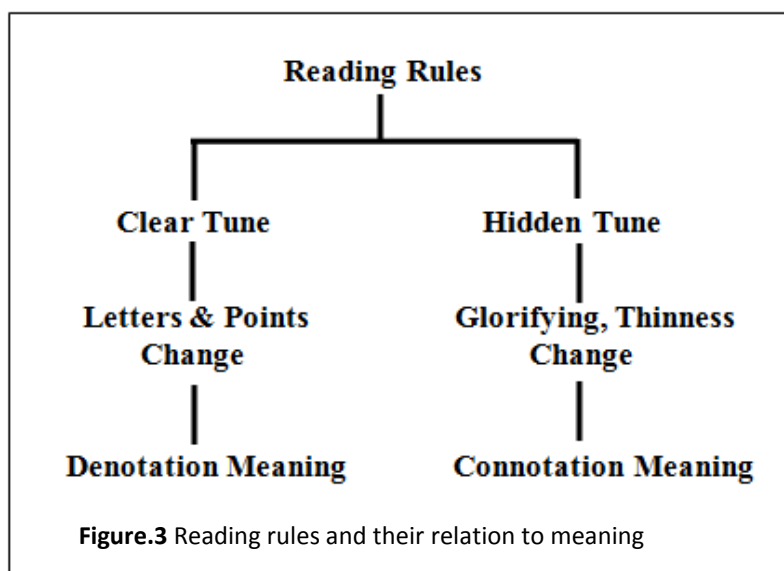 Reading Rules
Clear Tune
Hidden Tune
Letters & Points
Change
Glorifying, Thinness
Change
Denotation Meaning
Connotation Meaning
Figure.3 Reading rules and their relation to meaning